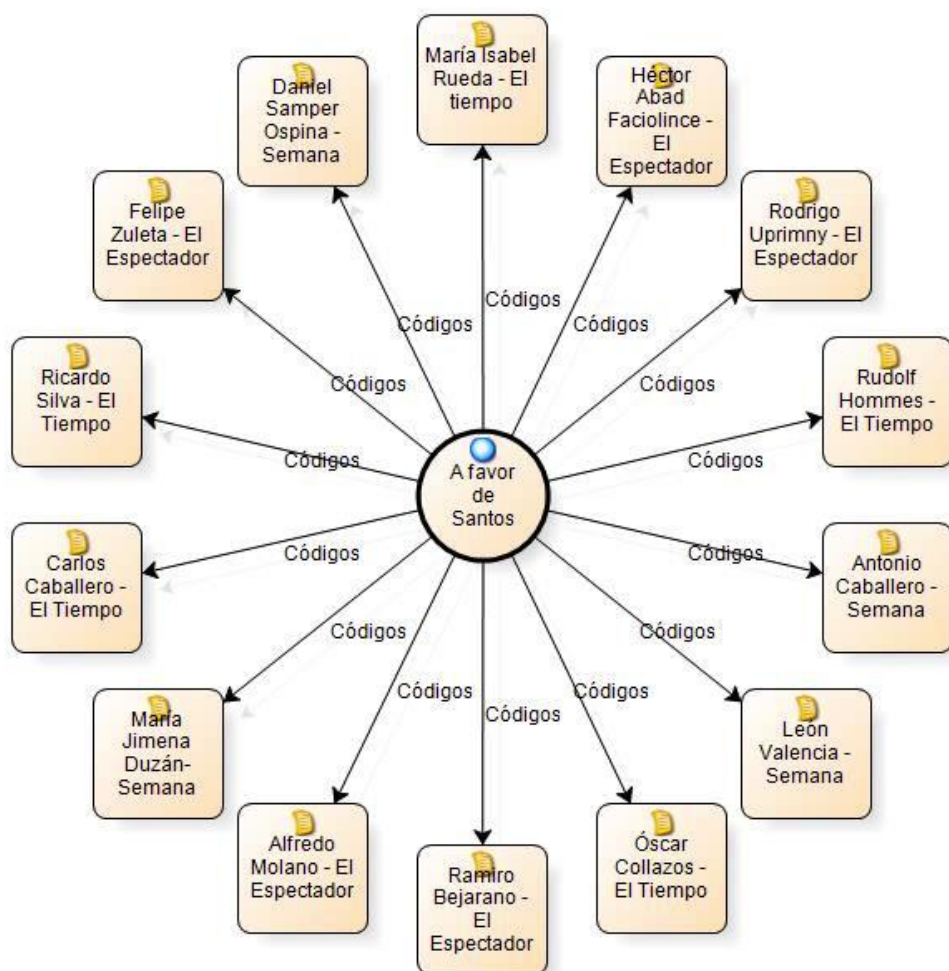 María Isabel
Rueda - El
tiempo
Daniel
Samper
Ospina -
Semana
Héctor
Abad
Faciolince -
El
Espectador
Felipe
Zuleta - El
Espectador
Rodrigo
Uprimny - El
Espectador
Códigos
Códigos
Códigos
Códigos
Códigos
Ricardo
Silva - El
Tiempo
Rudolf
Hommes -
El Tiempo
Códigos
Códigos
A favor
de
Santos
Carlos
Caballero -
El Tiempo
Códigos
Códigos
Antonio
Caballero -
Semana
Códigos
Códigos
Códigos
Códigos
Códigos
María
Jimena
Duzán-
Semana
León
Valencia -
Semana
Alfredo
Molano - El
Espectador
Ramiro
Bejarano -
El
Espectador
Óscar
Collazos -
El Tiempo